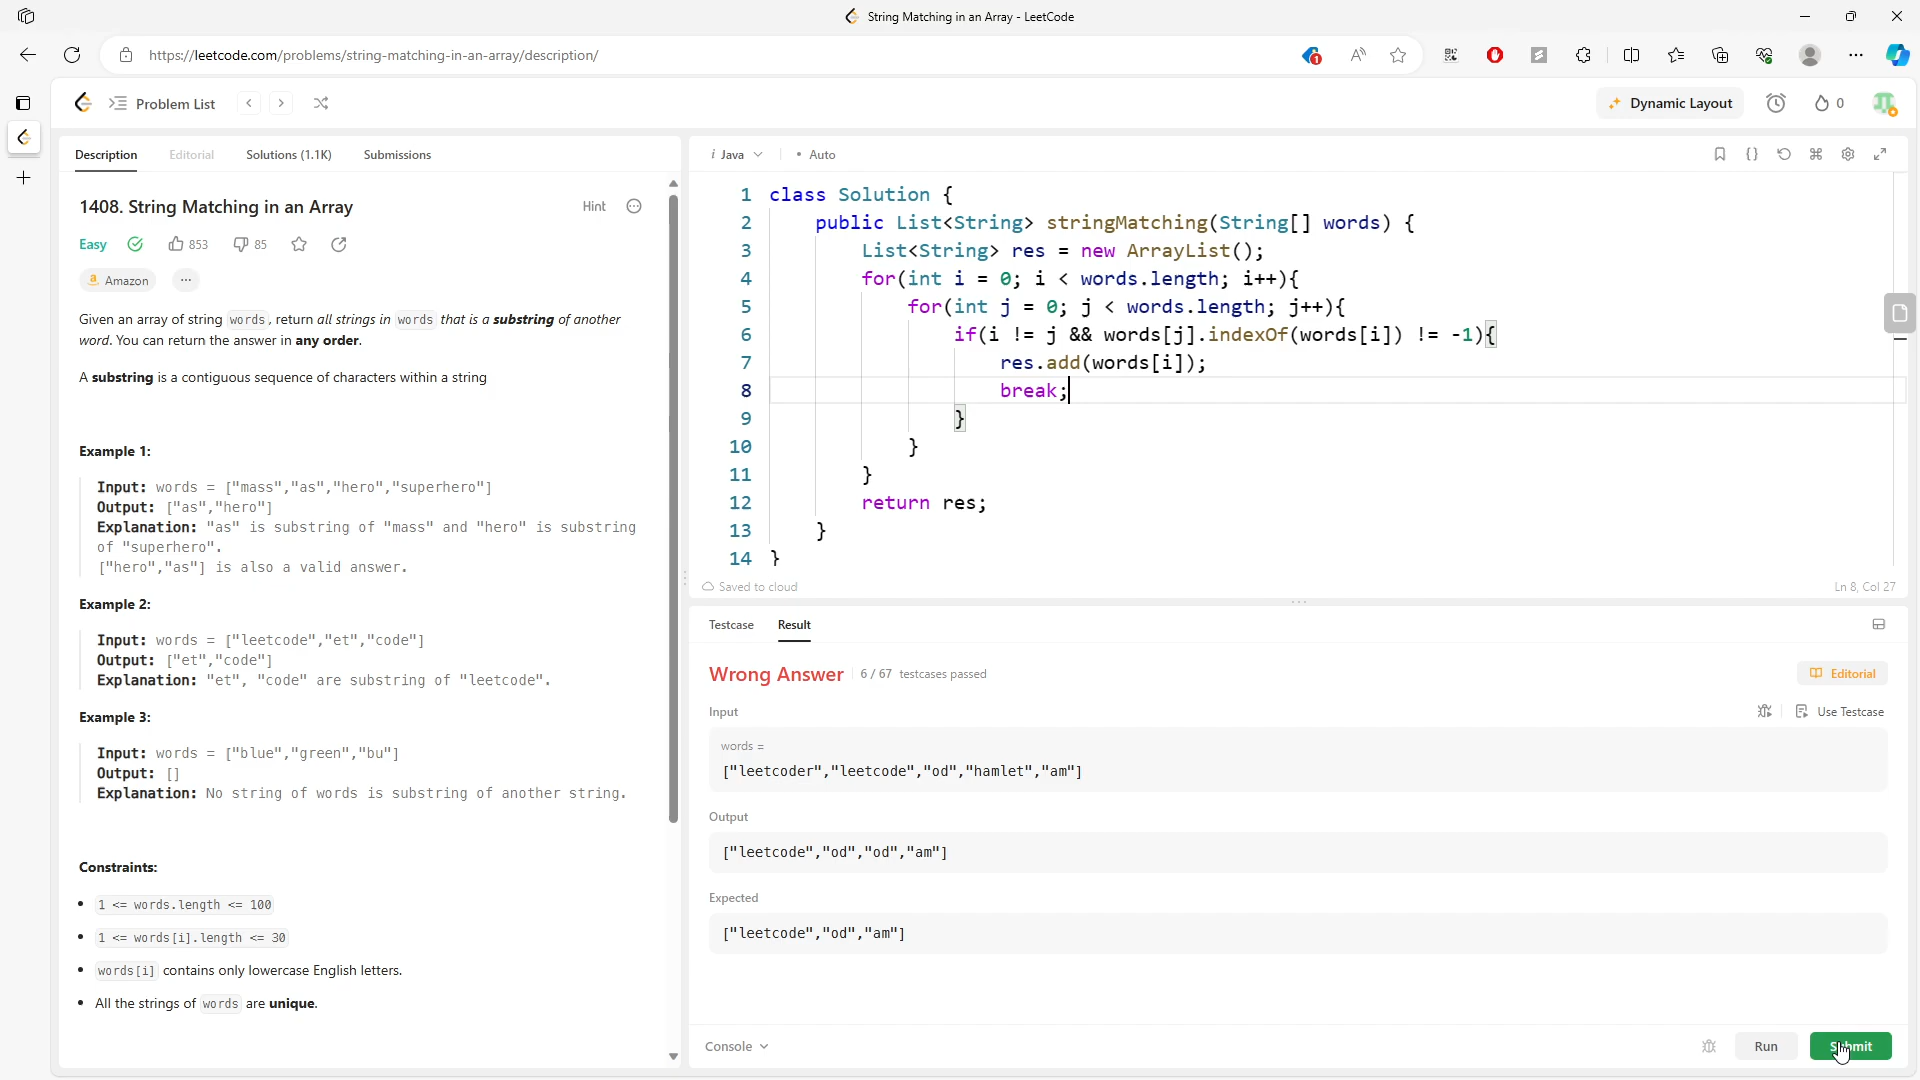 String Matching in an Array - LeetCode
https://leetcode.com/problems/string-matching-in-an-array/description/
1
Problem List
Dynamic Layout
0
Description
Editorial
Solutions (1.1K)
Submissions
1408. String Matching in an Array
Hint
Easy
853
85
Amazon
Given an array of string words, return all strings in words that is a substring of another
word. You can return the answer in any order.
A substring is a contiguous sequence of characters within a string
Example 1:
Input: words = ["mass","as","hero","superhero"]
Output: ["as","hero"]
Explanation: "as" is substring of "mass" and "hero" is substring
of "superhero".
["hero","as"] is also a valid answer.
Example 2:
Input: words = ["leetcode","et","code"]
Output: ["et","code"]
Explanation: "et", "code" are substring of "leetcode".
Example 3:
Input: words = ["blue","green","bu"]
Output: []
Explanation: No string of words is substring of another string.
Constraints:
• 1 <= words.length <= 100
• 1 <= words[i].length <= 30
• words[i] contains only lowercase English letters.
• All the strings of words are unique.
i Java
• Auto
1 class Solution {
2 public List<String> stringMatching(String[] words) {
3 List<String> res = new ArrayList();
4 for(int i = 0; i < words.length; i++){
5 for(int j = 0; j < words.length; j++){
6 if(i != j && words[j].indexOf(words[i]) != -1){
7 res.add(words[i]);
8 break;
9 }
10 }
11 }
12 return res;
13 }
14 }
Saved to cloud
Ln 8, Col 27
Testcase
Result
Wrong Answer
6 / 67 testcases passed
Editorial
Input
Use Testcase
words =
["leetcoder","leetcode","od","hamlet","am"]
Output
["leetcode","od","od","am"]
Expected
["leetcode","od","am"]
Console
Run
Submit